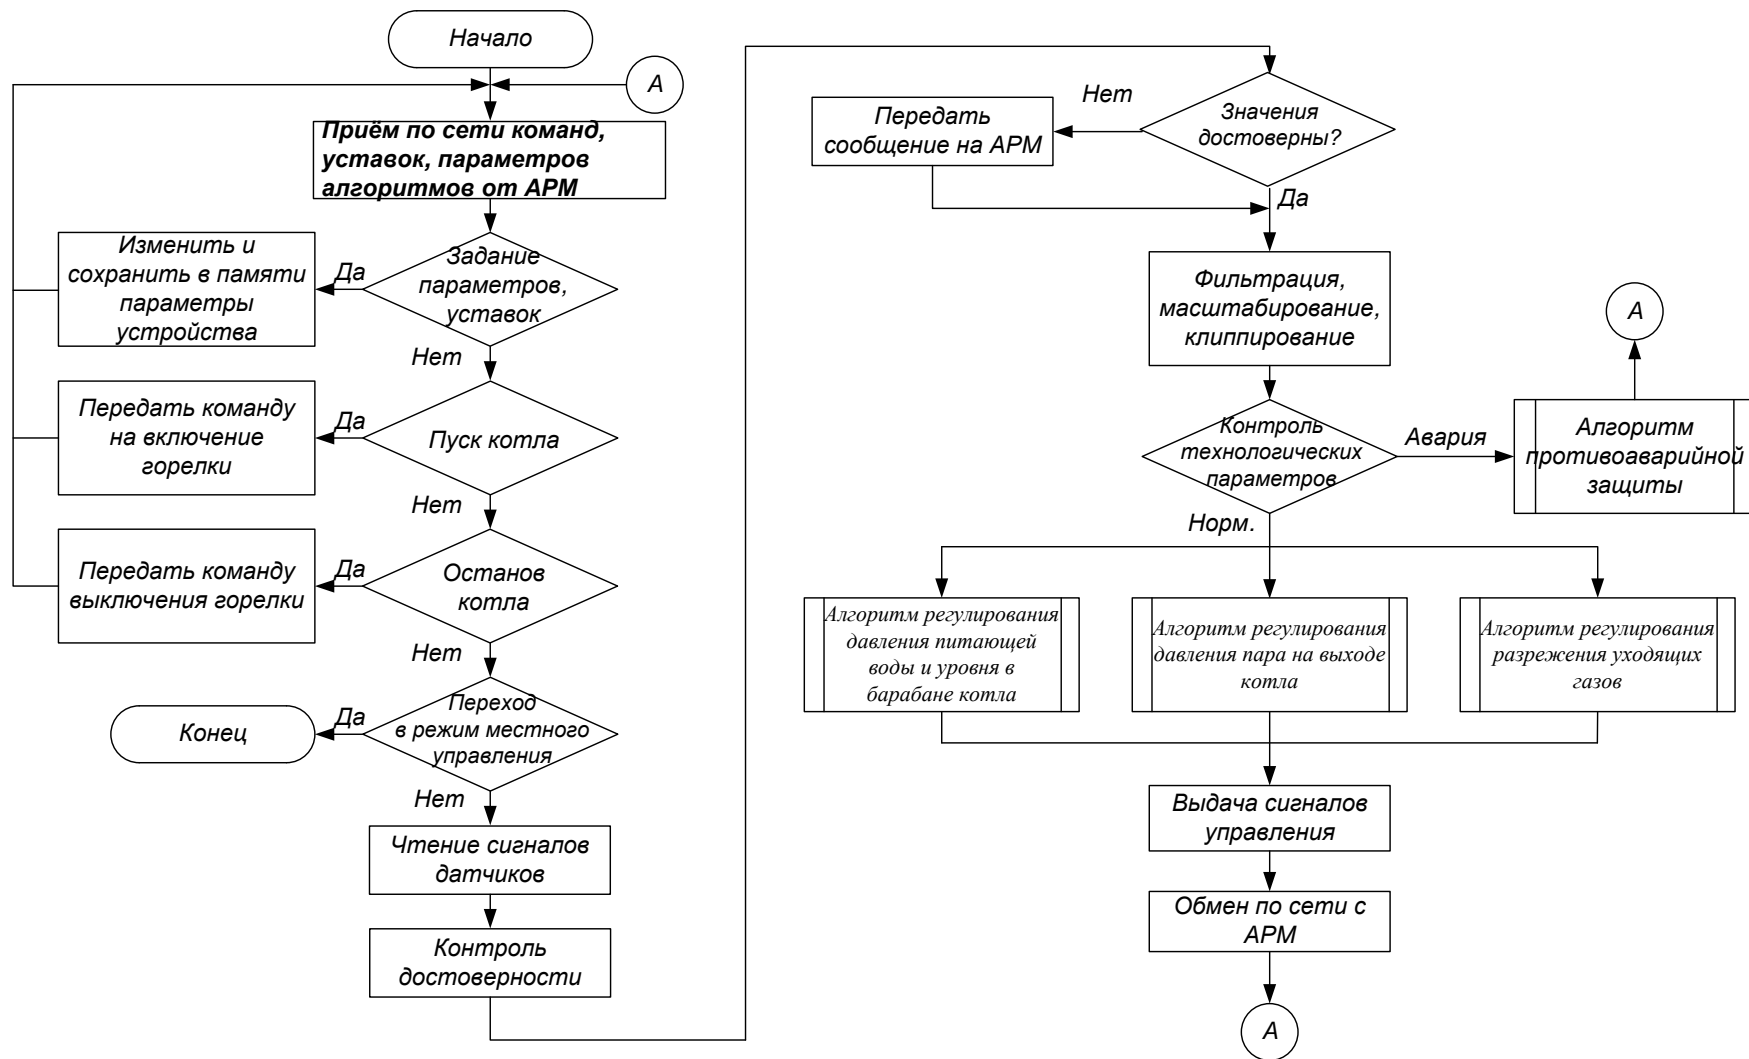 Начало
А
Приём по сети команд,
уставок, параметров
алгоритмов от АРМ
Задание
параметров,
уставок
Да
Изменить и
сохранить в памяти
параметры
устройства
Нет
Пуск котла
Да
Передать команду
на включение
горелки
Нет
Останов
котла
Да
Передать команду
выключения горелки
Нет
Переход
в режим местного
управления
Да
Конец
Нет
Чтение сигналов
датчиков
Контроль
достоверности
Значения
достоверны?
Нет
Передать
сообщение на АРМ
Да
Фильтрация,
масштабирование,
клиппирование
Контроль
технологических
параметров
Авария
Алгоритм
противоаварийной
защиты
А
Норм.
Алгоритм регулирования
давления питающей
воды и уровня в
барабане котла
Алгоритм регулирования
давления пара на выходе
котла
Алгоритм регулирования
разрежения уходящих
газов
Выдача сигналов
управления
Обмен по сети с
АРМ
А